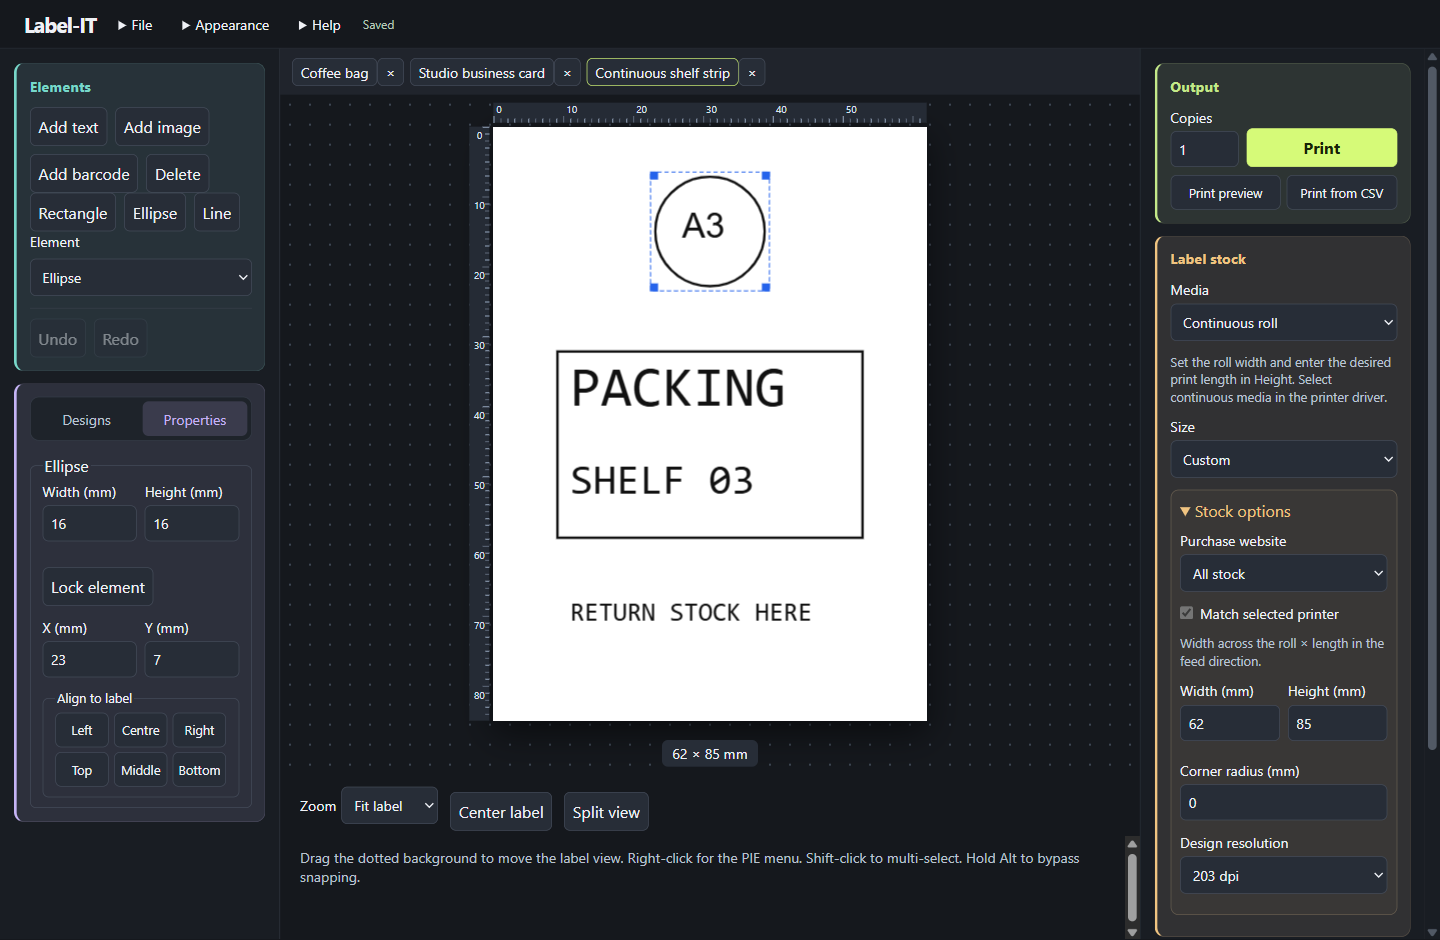 Label-IT
▶ File
▶ Appearance
▶ Help
Saved
Elements
Add text
Add image
Add barcode
Delete
Rectangle
Ellipse
Line
Element
Ellipse
Undo
Redo
Designs
Properties
Ellipse
Width (mm)
Height (mm)
16
16
Lock element
X (mm)
Y (mm)
23
7
Align to label
Left
Centre
Right
Top
Middle
Bottom
Coffee bag
×
Studio business card
×
Continuous shelf strip
×
0 10 20 30 40 50
0
10
20
30
40
50
60
70
80
A3
PACKING
SHELF 03
RETURN STOCK HERE
62 × 85 mm
Zoom
Fit label
Center label
Split view
Drag the dotted background to move the label view. Right-click for the PIE menu. Shift-click to multi-select. Hold Alt to bypass
snapping.
Output
Copies
1
Print
Print preview
Print from CSV
Label stock
Media
Continuous roll
Set the roll width and enter the desired
print length in Height. Select
continuous media in the printer driver.
Size
Custom
▼ Stock options
Purchase website
All stock
Match selected printer
Width across the roll × length in the
feed direction.
Width (mm)
Height (mm)
62
85
Corner radius (mm)
0
Design resolution
203 dpi